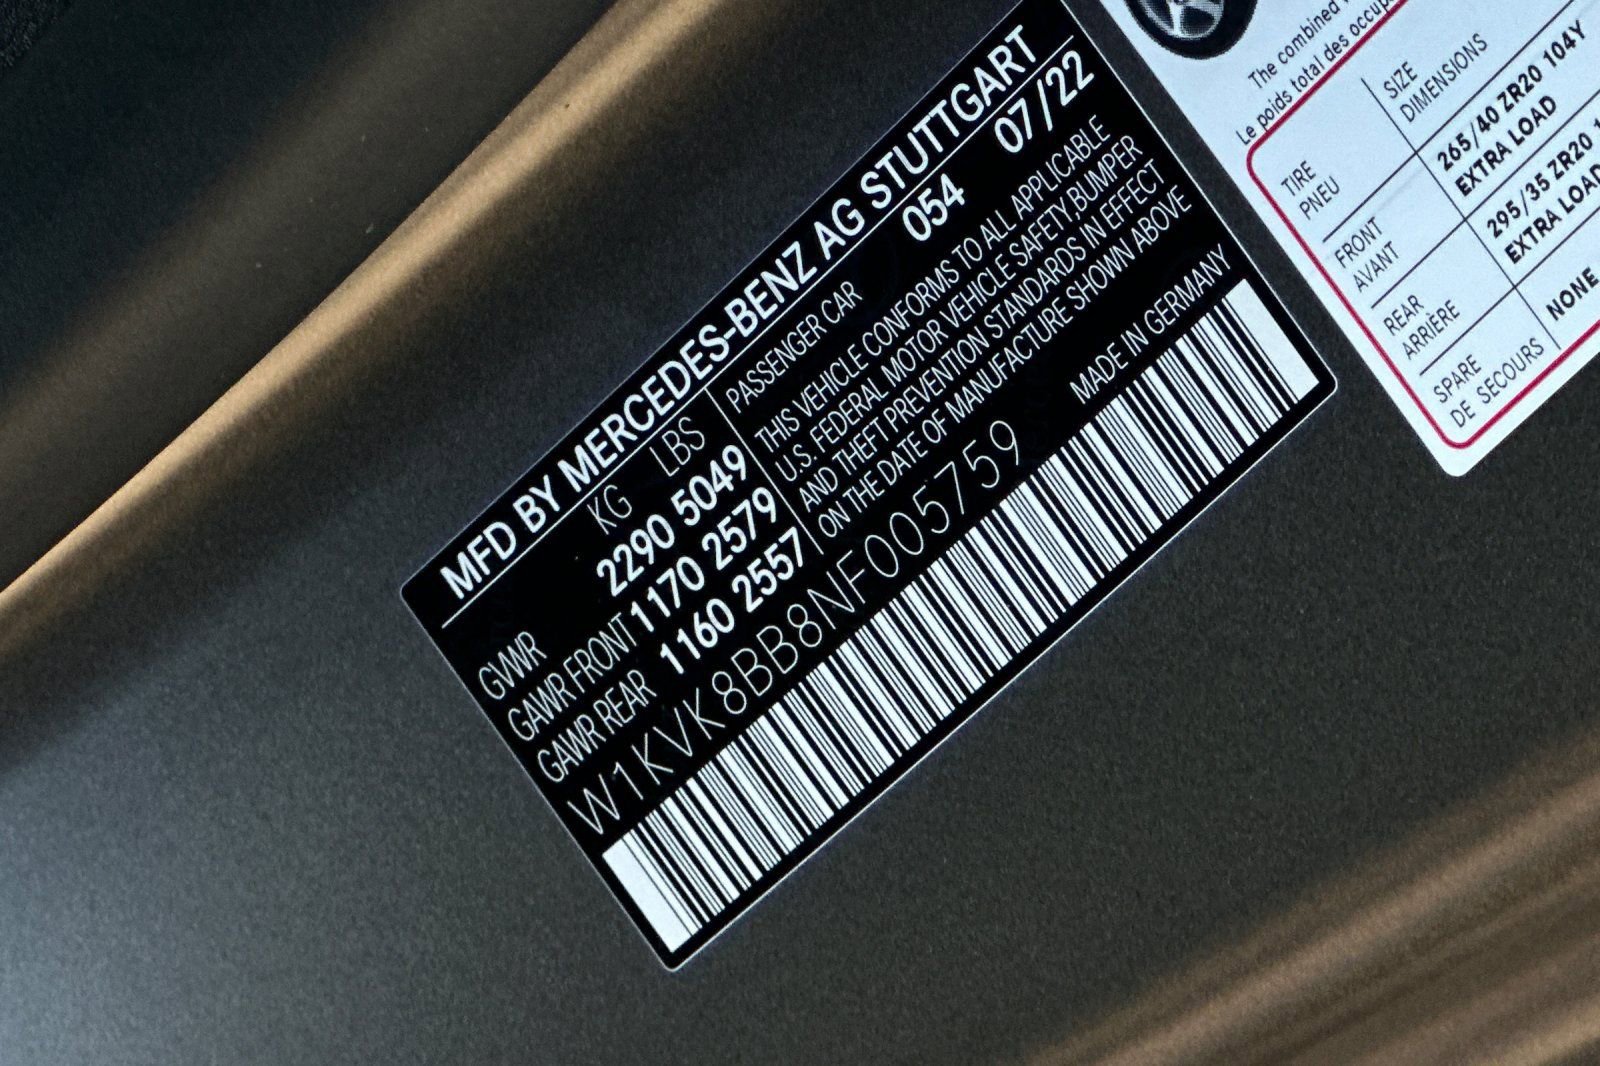 MFD BY MERCEDES-BENZ AG STUTTGART
KG LBS
GVWR 2290 5049
GAWR FRONT 1170 2579
GAWR REAR 1160 2557
07/22
PASSENGER CAR 054
THIS VEHICLE CONFORMS TO ALL APPLICABLE
U.S. FEDERAL MOTOR VEHICLE SAFETY,BUMPER
AND THEFT PREVENTION STANDARDS IN EFFECT
ON THE DATE OF MANUFACTURE SHOWN ABOVE
MADE IN GERMANY
W1KVK8BB8NF005759
The combined
Le poids total des
TIRE
PNEU
SIZE
DIMENSIONS
FRONT
AVANT
265/40 ZR20 104Y
EXTRA LOAD
REAR
ARRIÈRE
295/35 ZR20
EXTRA LOAD
SPARE
DE SECOURS
NONE